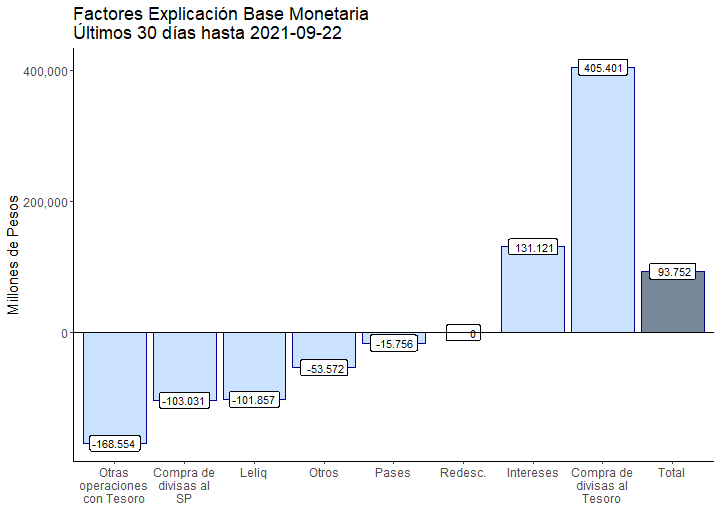 Factores Explicación Base Monetaria
Últimos 30 días hasta 2021-09-22
Millones de Pesos
400,000
200,000
0
-168.554
-103.031
-101.857
-53.572
-15.756
0
131.121
405.401
93.752
Otras
operaciones
con Tesoro
Compra de
divisas al
SP
Leliq
Otros
Pases
Redesc.
Intereses
Compra de
divisas al
Tesoro
Total